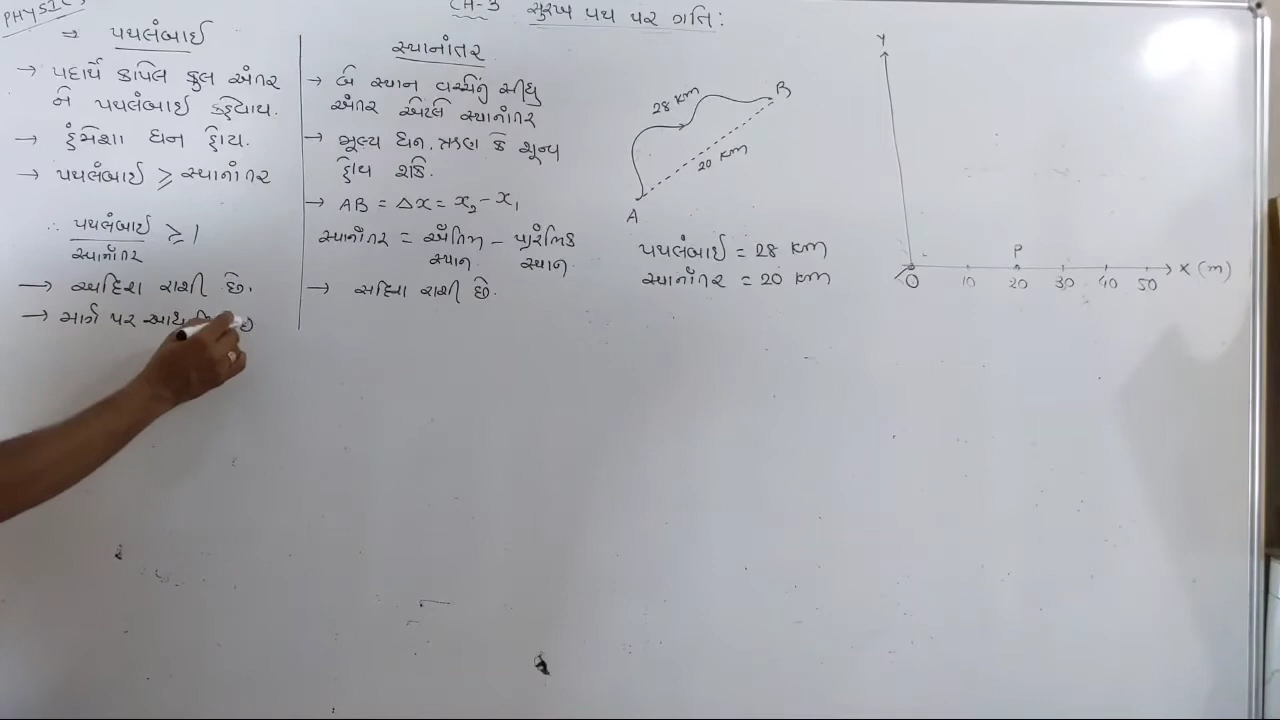 PHYSICS
CH-3 સુરેખ પથ પર ગતિ:
⇒ પથલંબાઈ
→ પદાર્થે કાપેલ કુલ અંતર
ને પથલંબાઈ કહેવાય.
→ હંમેશા ધન હોય.
→ પથલંબાઈ ≥ સ્થાનાંતર
∴ પથલંબાઈ / સ્થાનાંતર ≥ 1
→ અદિશ રાશી છે.
→ માર્ગ પર આધ
સ્થાનાંતર
→ બે સ્થાન વચ્ચેનું સીધુ
અંતર એટલે સ્થાનાંતર
→ મૂલ્ય ધન, ઋણ કે શૂન્ય
હોય શકે.
→ AB = Δx = x₂ - x₁
સ્થાનાંતર = અંતિમ સ્થાન - પ્રારંભિક સ્થાન.
→ સદિશ રાશી છે.
28 KM
B
20 KM
A
પથલંબાઈ = 28 KM
સ્થાનાંતર = 20 KM
Y
P
X (m)
0 10 20 30 40 50